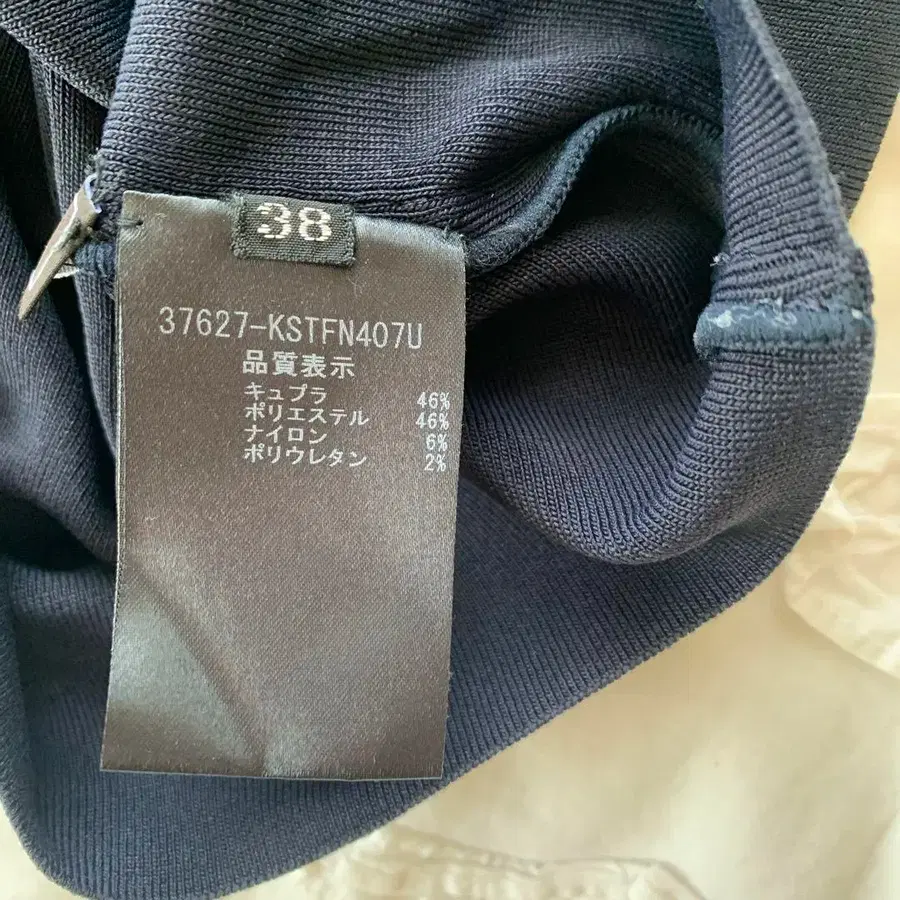 38
37627-KSTFN407U
品質表示
キュプラ 46%
ポリエステル 46%
ナイロン 6%
ポリウレタン 2%